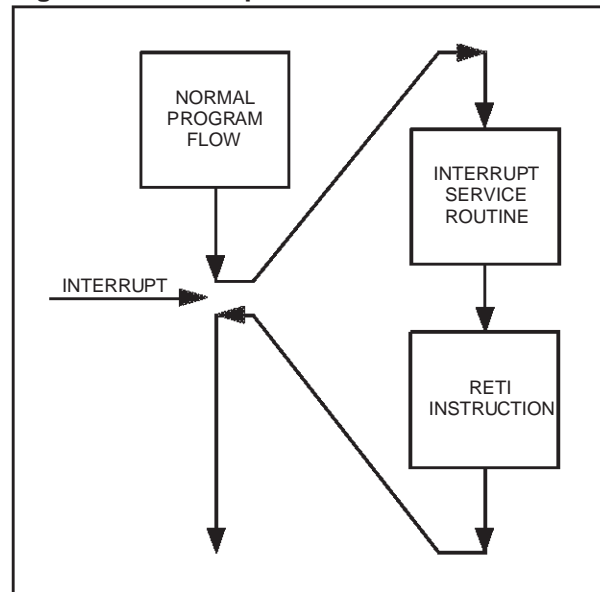 NORMAL
PROGRAM
FLOW
INTERRUPT
SERVICE
ROUTINE
INTERRUPT
RETI
INSTRUCTION